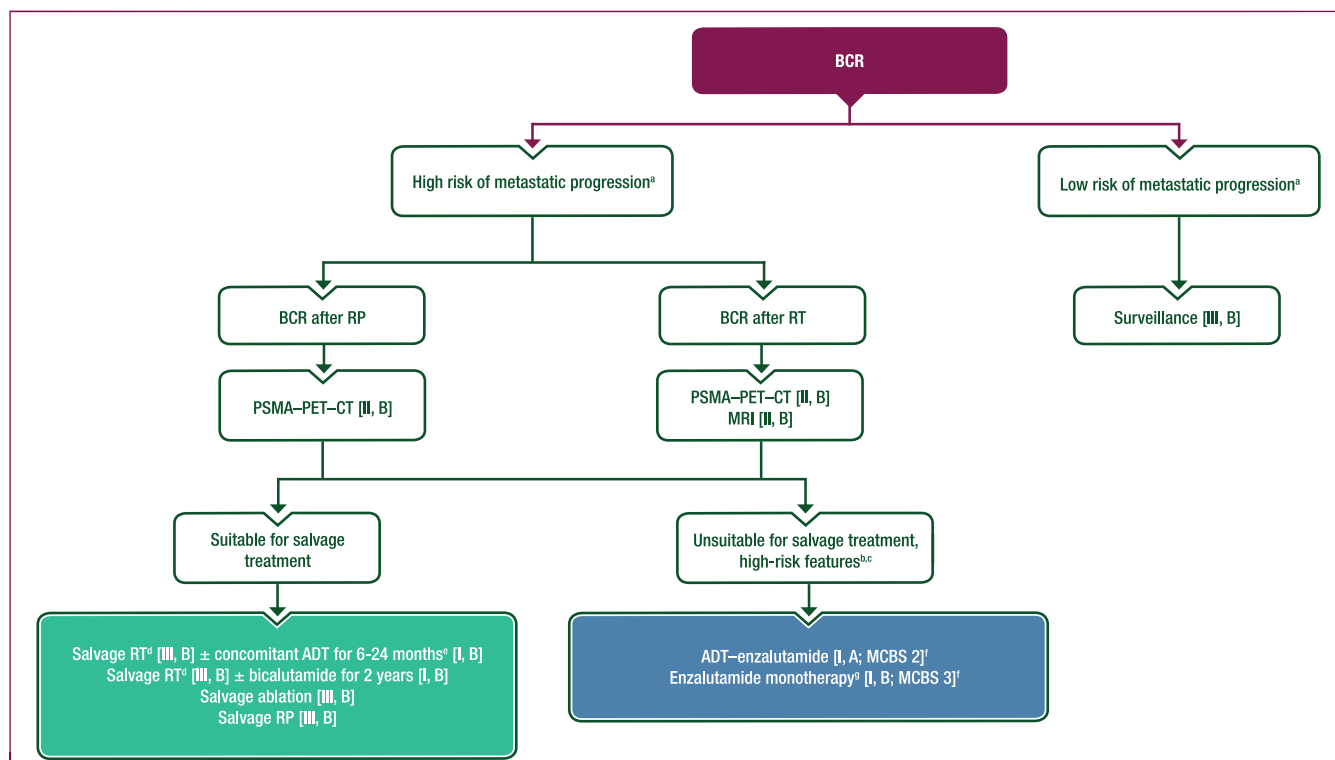 BCR
High risk of metastatic progressionᵃ
Low risk of metastatic progressionᵃ
BCR after RP
BCR after RT
Surveillance [III, B]
PSMA–PET–CT [II, B]
PSMA–PET–CT [II, B]
MRI [II, B]
Suitable for salvage
treatment
Unsuitable for salvage treatment,
high-risk featuresᵇ,ᶜ
Salvage RTᵈ [III, B] ± concomitant ADT for 6-24 monthsᵉ [I, B]
Salvage RTᵈ [III, B] ± bicalutamide for 2 years [I, B]
Salvage ablation [III, B]
Salvage RP [III, B]
ADT–enzalutamide [I, A; MCBS 2]ᶠ
Enzalutamide monotherapyᵍ [I, B; MCBS 3]ᶠ